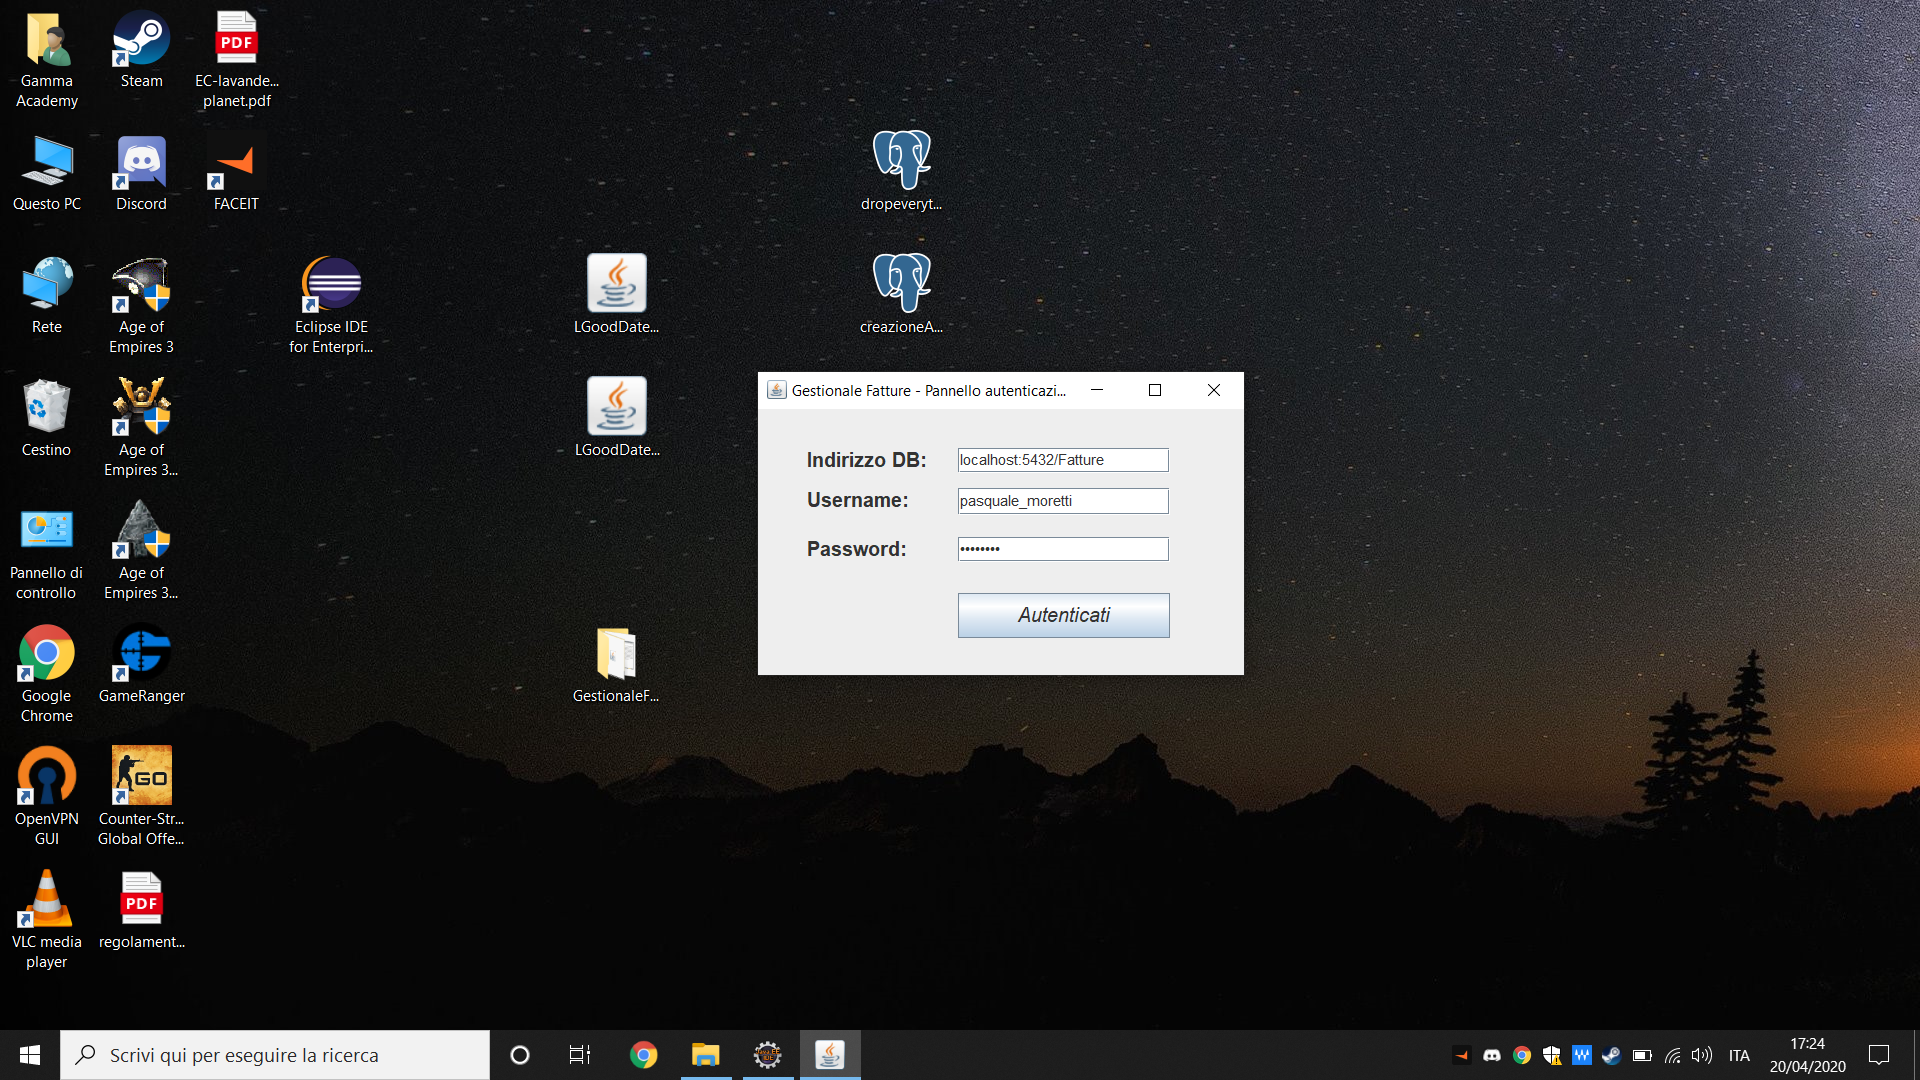 Gamma
Academy
Steam
PDF
EC-lavande...
planet.pdf
Questo PC
Discord
FACEIT
dropeveryt...
Rete
Age of
Empires 3
Eclipse IDE
for Enterpri...
LGoodDate...
creazioneA...
Cestino
Age of
Empires 3...
LGoodDate...
Gestionale Fatture - Pannello autenticazi...
Indirizzo DB:
localhost:5432/Fatture
Username:
pasquale_moretti
Password:
••••••••
Autenticati
Pannello di
controllo
Age of
Empires 3...
Google
Chrome
GameRanger
GestionaleF...
OpenVPN
GUI
GO
Counter-Str...
Global Offe...
VLC media
player
PDF
regolament...
Scrivi qui per eseguire la ricerca
ITA
17:24
20/04/2020